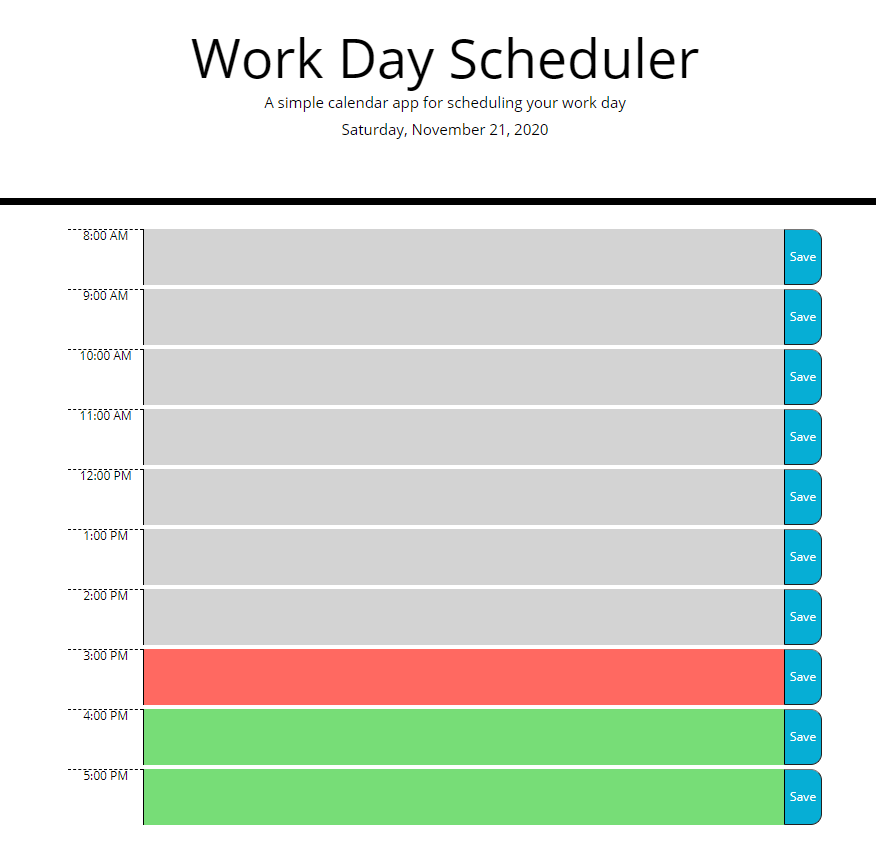 Work Day Scheduler
A simple calendar app for scheduling your work day
Saturday, November 21, 2020
8:00 AM Save
9:00 AM Save
10:00 AM Save
11:00 AM Save
12:00 PM Save
1:00 PM Save
2:00 PM Save
3:00 PM Save
4:00 PM Save
5:00 PM Save